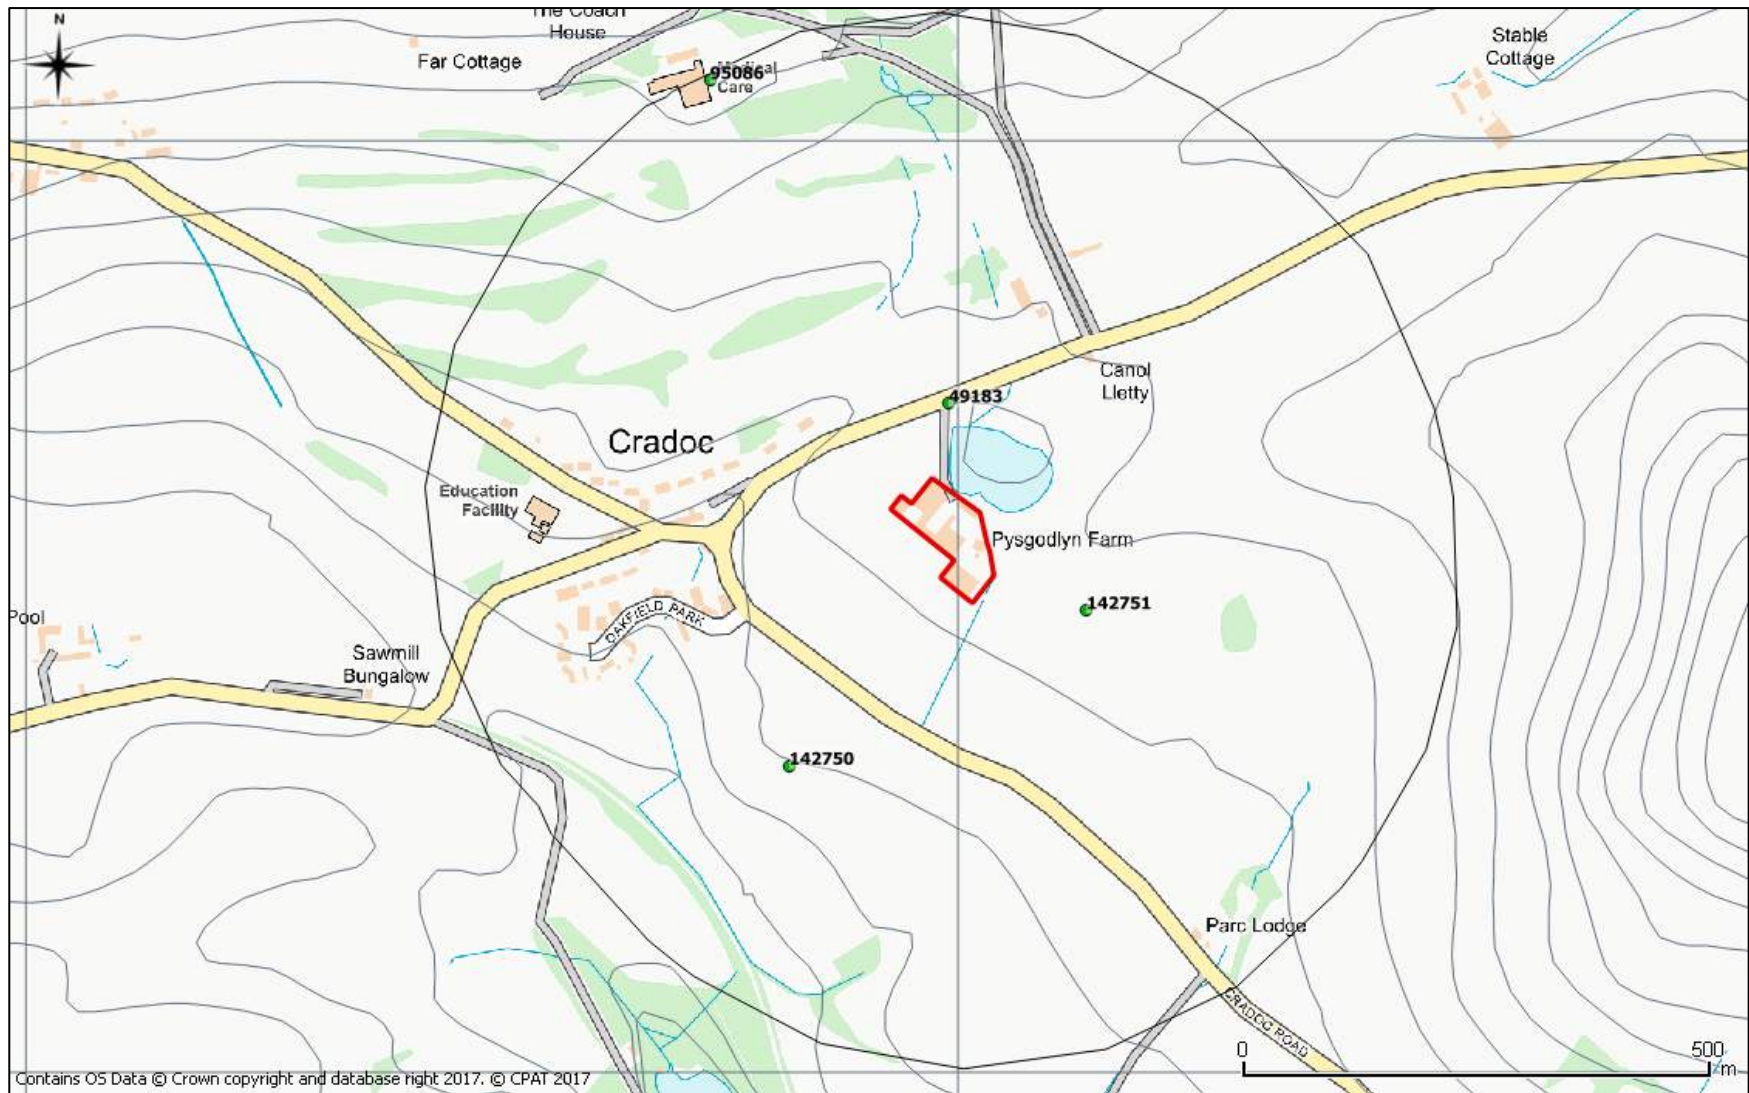 N
The Coach
House
Far Cottage
95086
Medical
Care
Stable
Cottage
Canol
Lletty
49183
Cradoc
Education
Facility
Pysgodlyn Farm
142751
OAKFIELD PARK
Pool
Sawmill
Bungalow
142750
Parc Lodge
CRADOC ROAD
0 500
m
Contains OS Data © Crown copyright and database right 2017. © CPAT 2017